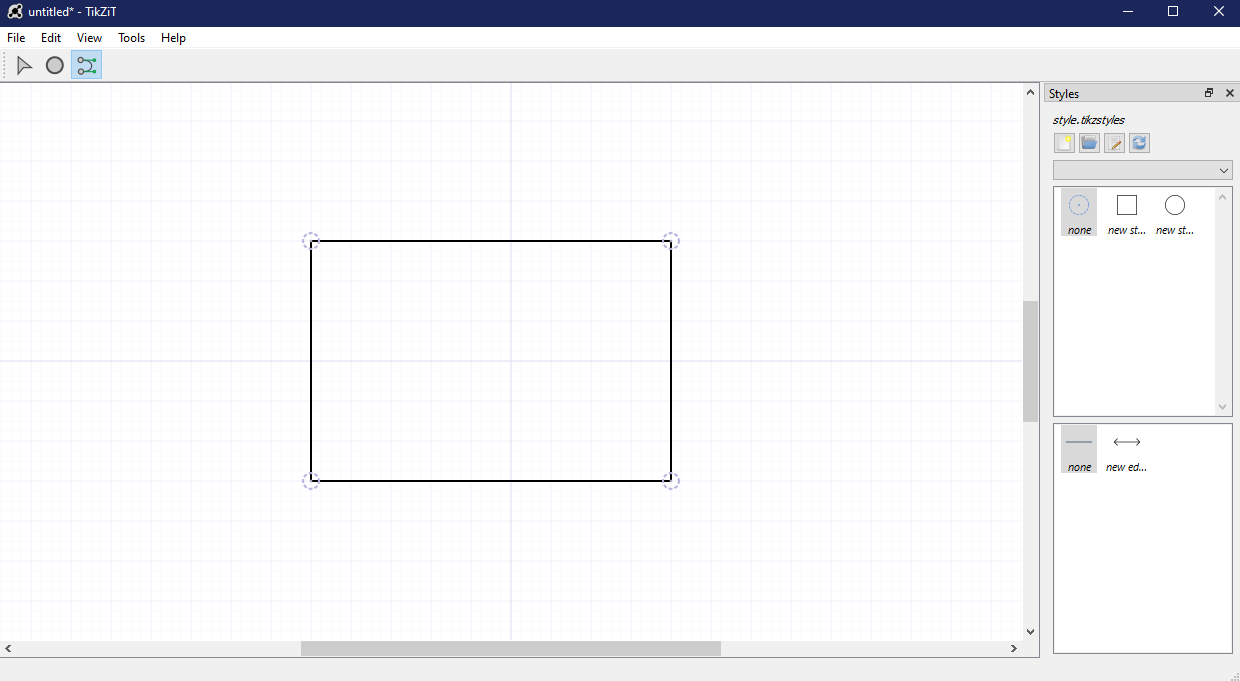 untitled* - TikZiT
File Edit View Tools Help
Styles
style.tikzstyles
none new st... new st...
none new ed...